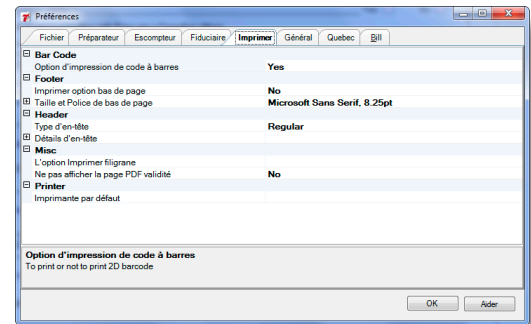 Préférences
Fichier Préparateur Escompteur Fiduciaire Imprimer Général Quebec Bill
Bar Code
Option d'impression de code à barres Yes
Footer
Imprimer option bas de page No
Taille et Police de bas de page Microsoft Sans Serif, 8.25pt
Header
Type d'en-tête Regular
Détails d'en-tête
Misc
L'option Imprimer filigrane
Ne pas afficher la page PDF validité No
Printer
Imprimante par défaut
Option d'impression de code à barres
To print or not to print 2D barcode
OK Aider